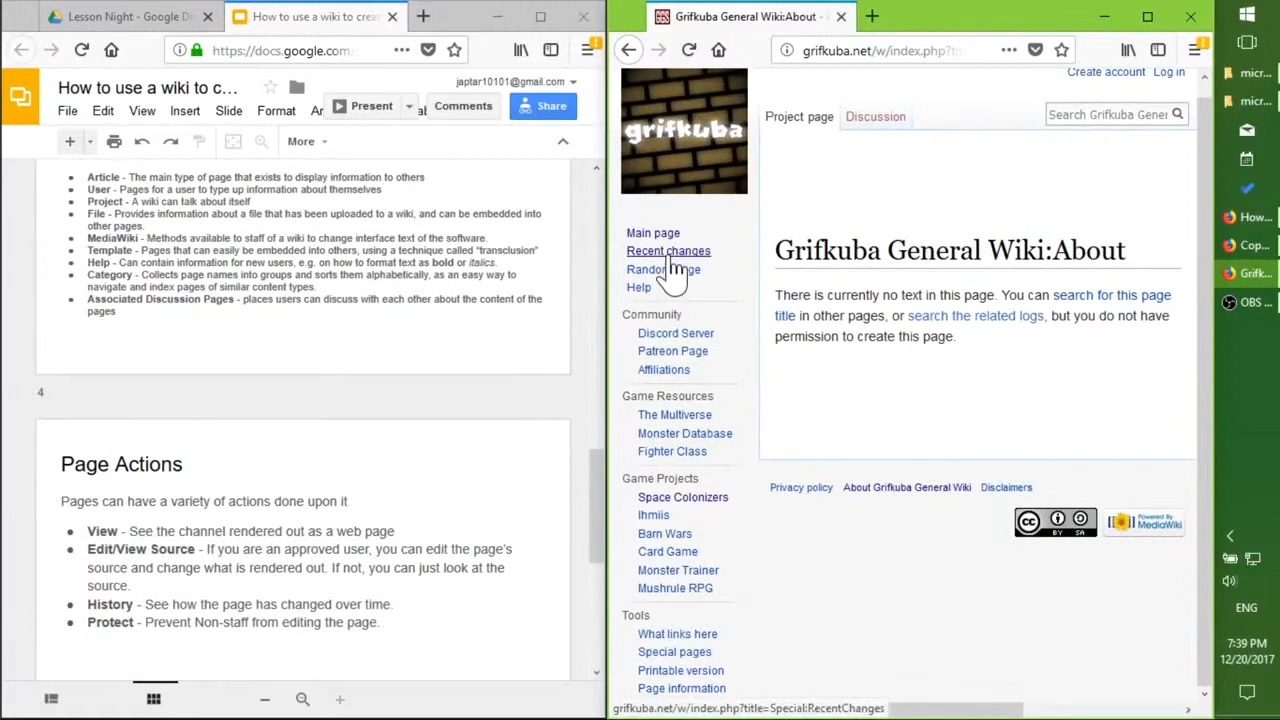 Lesson Night - Google Dri
How to use a wiki to crea
https://docs.google.com/
How to use a wiki to c...
japtar10101@gmail.com
File Edit View Insert Slide Format Ar
Present
Comments
Share
More
Article - The main type of page that exists to display information to others
User - Pages for a user to type up information about themselves
Project - A wiki can talk about itself
File - Provides information about a file that has been uploaded to a wiki, and can be embedded into
other pages.
MediaWiki - Methods available to staff of a wiki to change interface text of the software.
Template - Pages that can easily be embedded into others, using a technique called "transclusion"
Help - Can contain information for new users, e.g. on how to format text as bold or italics.
Category - Collects page names into groups and sorts them alphabetically, as an easy way to
navigate and index pages of similar content types.
Associated Discussion Pages - places users can discuss with each other about the content of the
pages
4
Page Actions
Pages can have a variety of actions done upon it
View - See the channel rendered out as a web page
Edit/View Source - If you are an approved user, you can edit the page's
source and change what is rendered out. If not, you can just look at the
source.
History - See how the page has changed over time.
Protect - Prevent Non-staff from editing the page.
Grifkuba General Wiki:About -
grifkuba.net/w/index.php?ti
Create account Log in
grifkuba
Project page
Discussion
Search Grifkuba Gener
Main page
Recent changes
Help
Community
Discord Server
Patreon Page
Affiliations
Game Resources
The Multiverse
Monster Database
Fighter Class
Game Projects
Space Colonizers
Ihmiis
Barn Wars
Card Game
Monster Trainer
Mushrule RPG
Tools
What links here
Special pages
Printable version
Page information
Grifkuba General Wiki:About
There is currently no text in this page. You can search for this page
title in other pages, or search the related logs, but you do not have
permission to create this page.
Privacy policy About Grifkuba General Wiki Disclaimers
CC BY SA
Powered By
MediaWiki
grifkuba.net/w/index.php?title=Special:RecentChanges
micr...
micr...
How...
Cop...
Grifk...
OBS ...
ENG
7:39 PM
12/20/2017